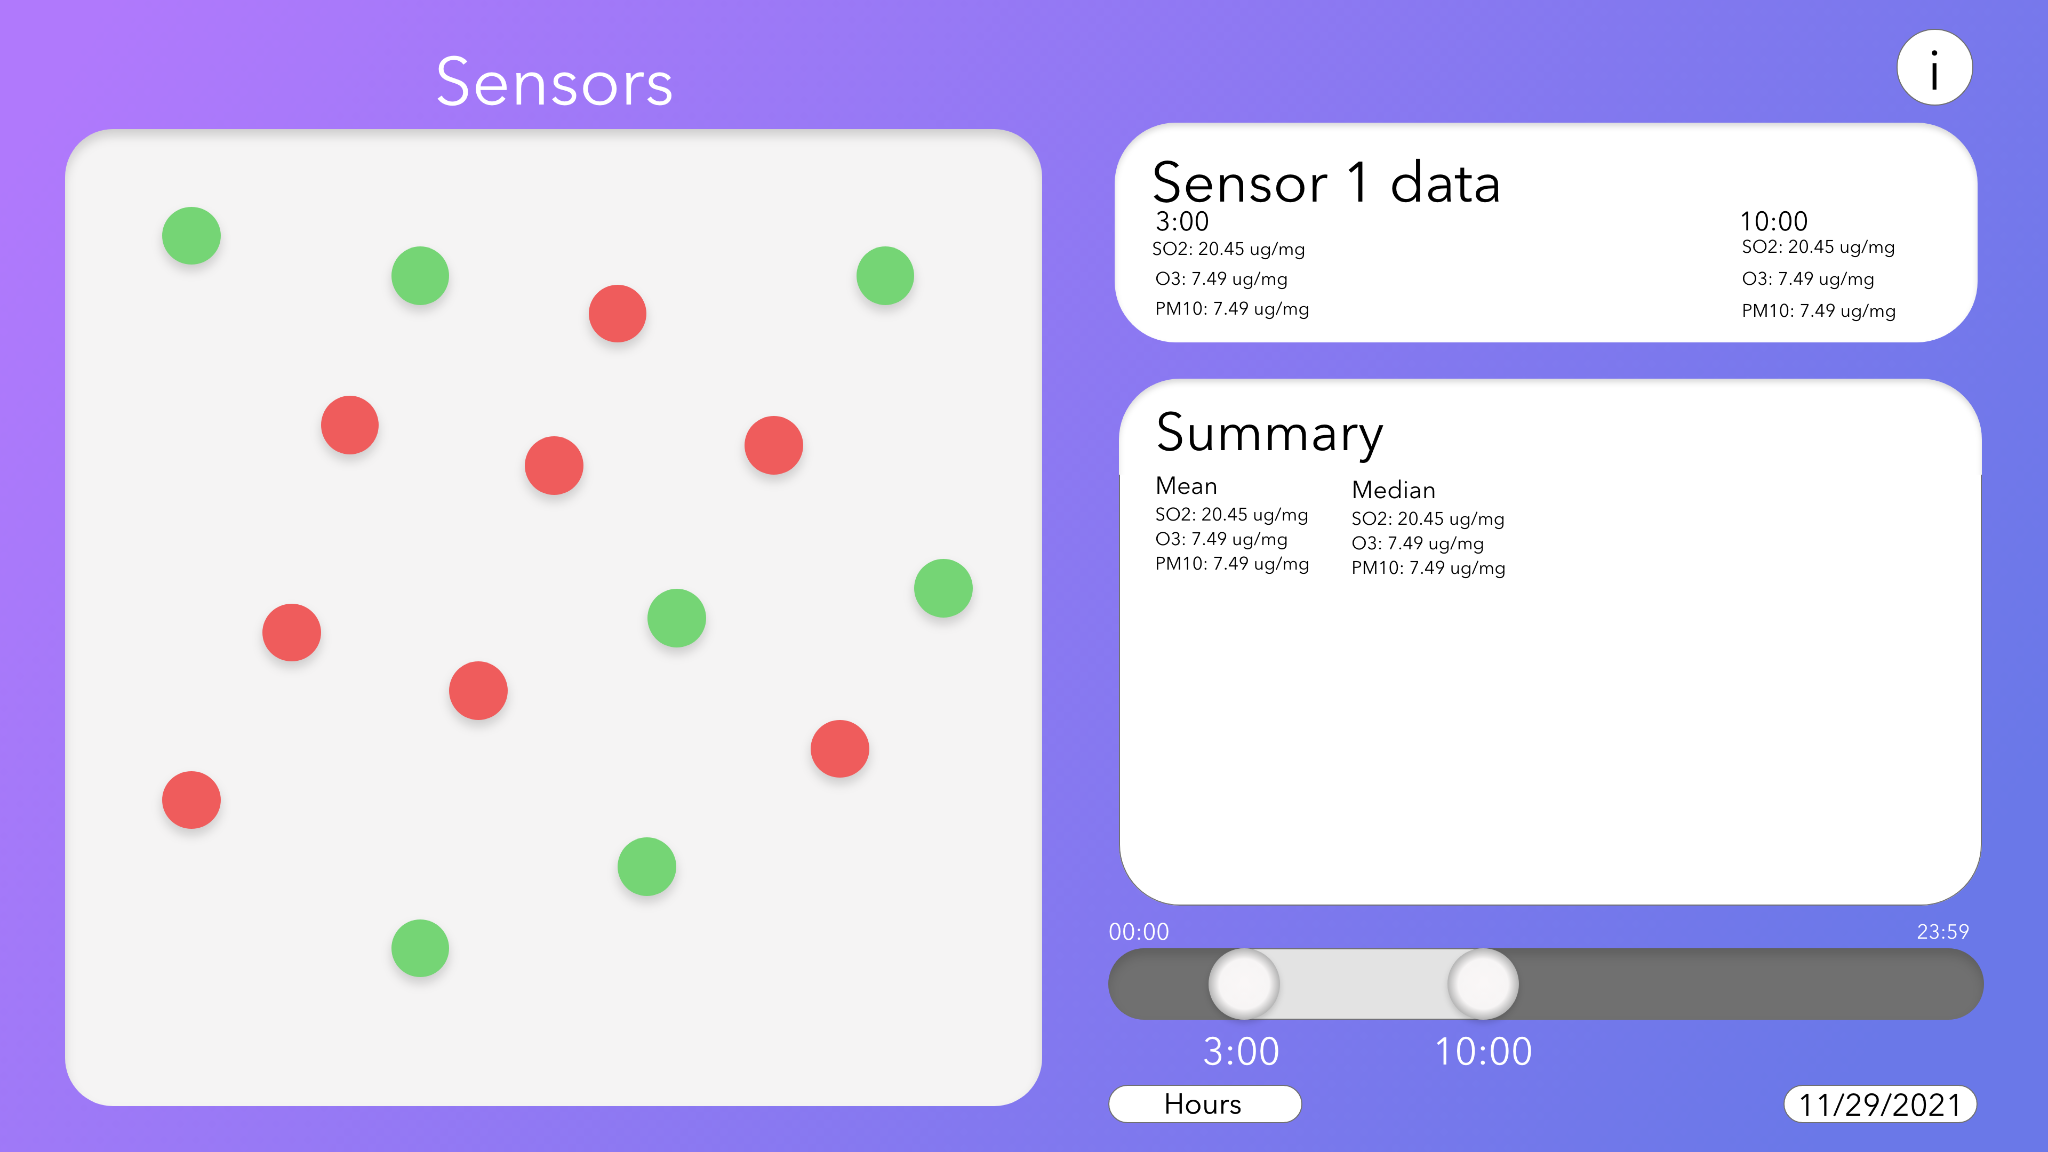 Sensors
i
Sensor 1 data
3:00
SO2: 20.45 ug/mg
O3: 7.49 ug/mg
PM10: 7.49 ug/mg
10:00
SO2: 20.45 ug/mg
O3: 7.49 ug/mg
PM10: 7.49 ug/mg
Summary
Mean
SO2: 20.45 ug/mg
O3: 7.49 ug/mg
PM10: 7.49 ug/mg
Median
SO2: 20.45 ug/mg
O3: 7.49 ug/mg
PM10: 7.49 ug/mg
00:00
23:59
3:00
10:00
Hours
11/29/2021